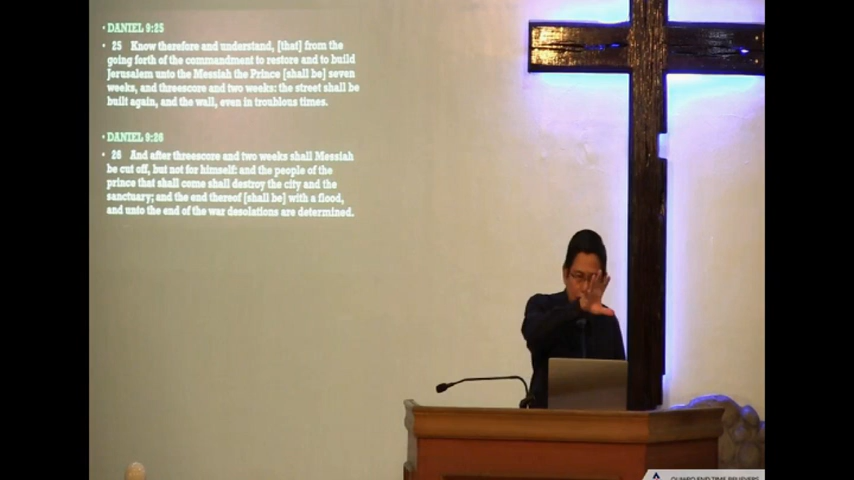 • DANIEL 9:25
• 25 Know therefore and understand, [that] from the
going forth of the commandment to restore and to build
Jerusalem unto the Messiah the Prince [shall be] seven
weeks, and threescore and two weeks: the street shall be
built again, and the wall, even in troublous times.
• DANIEL 9:26
• 26 And after threescore and two weeks shall Messiah
be cut off, but not for himself: and the people of the
prince that shall come shall destroy the city and the
sanctuary; and the end thereof [shall be] with a flood,
and unto the end of the war desolations are determined.
END TIME BELIEVERS